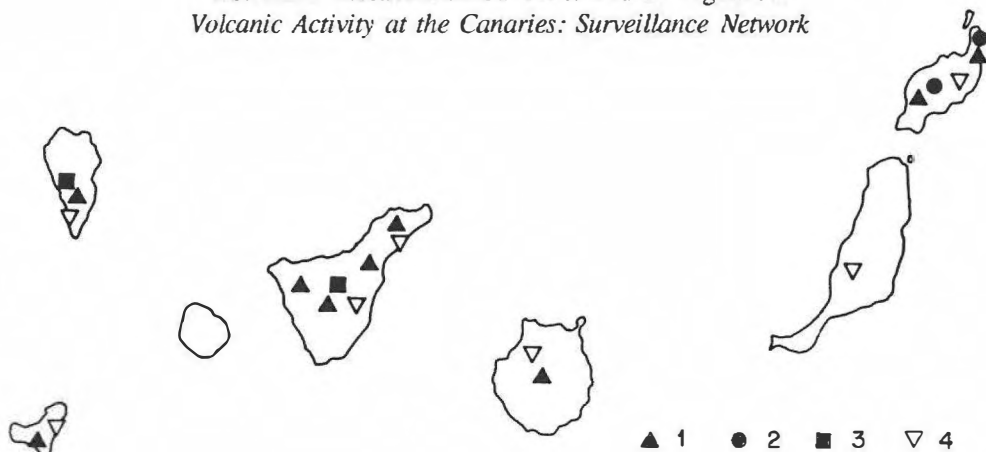 Volcanic Activity at the Canaries: Surveillance Network
▲ 1 ● 2 ■ 3 ▽ 4